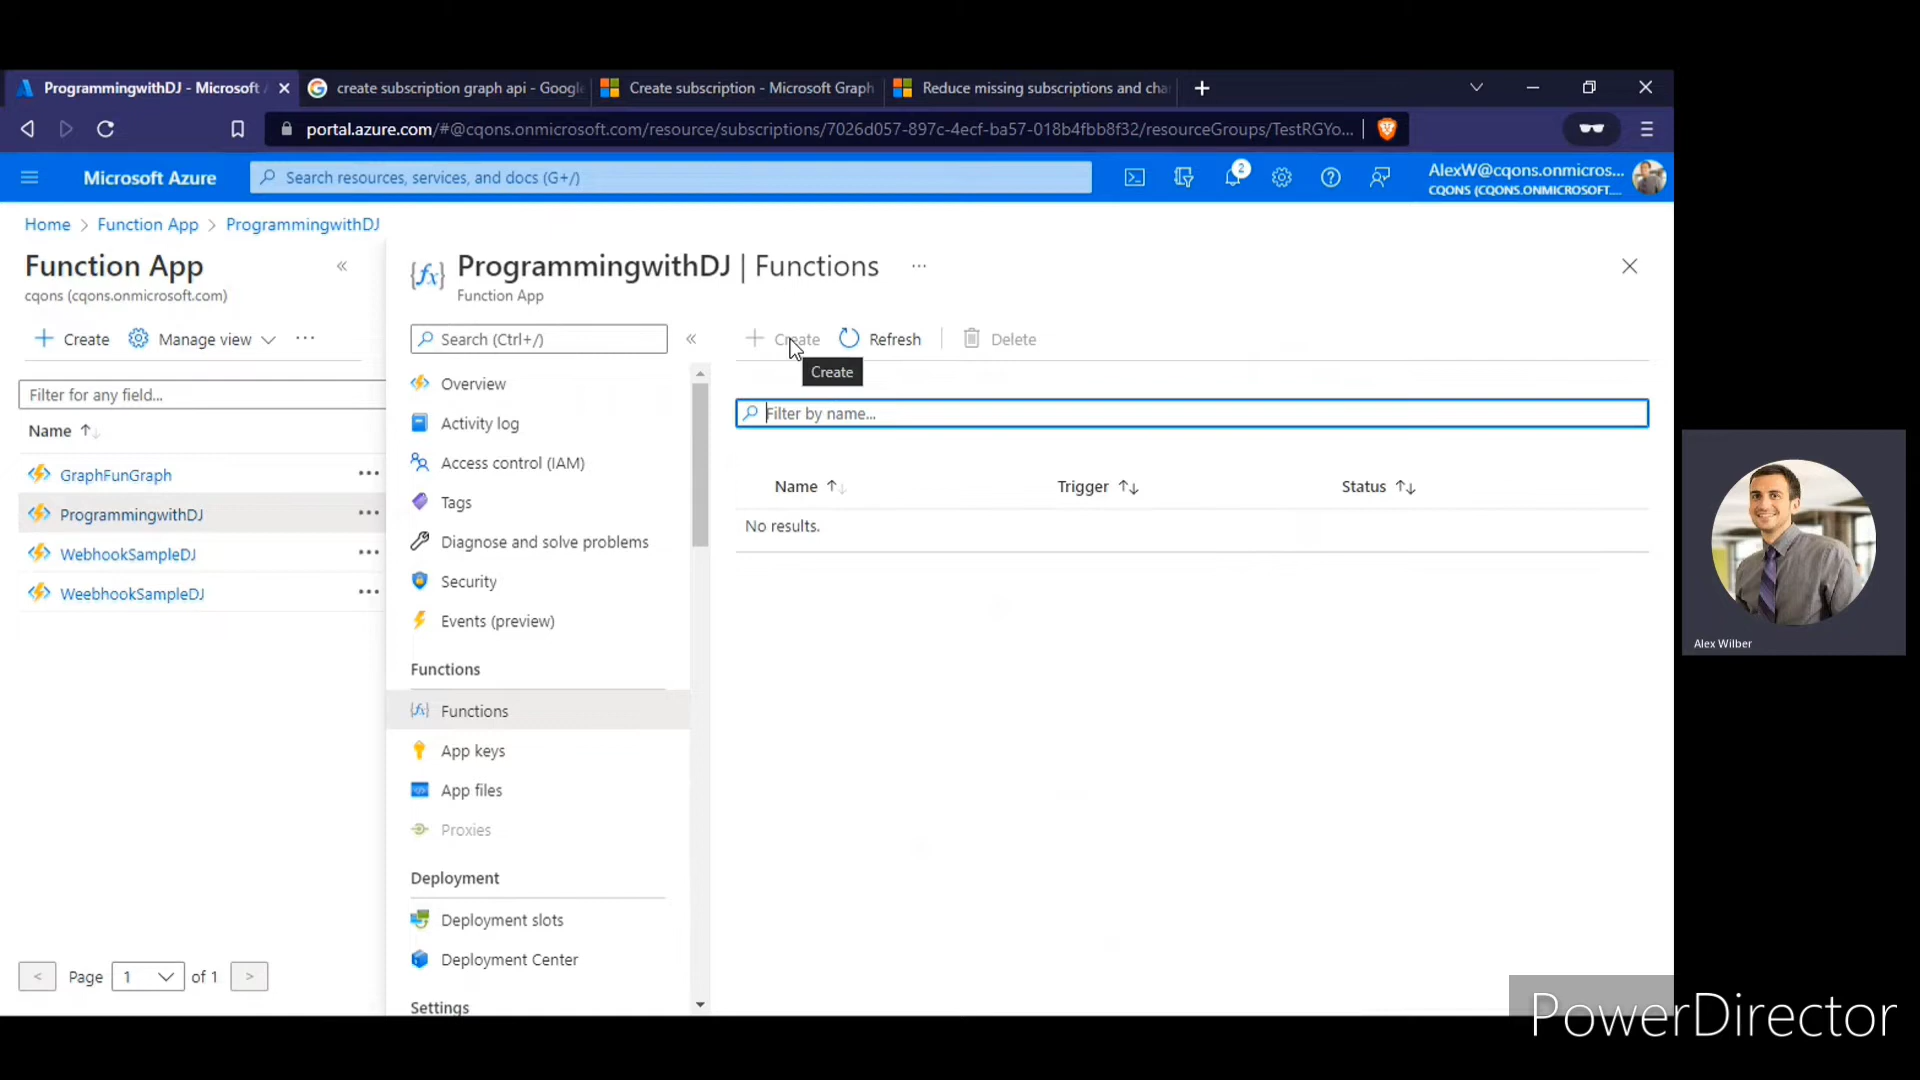 ProgrammingwithDJ - Microsoft
create subscription graph api - Googl
Create subscription - Microsoft Graph
Reduce missing subscriptions and cha
portal.azure.com/#@cqons.onmicrosoft.com/resource/subscriptions/7026d057-897c-4ecf-ba57-018b4fbb8f32/resourceGroups/TestRGYo...
Microsoft Azure
Search resources, services, and docs (G+/)
2
AlexW@cqons.onmicros...
CQONS (CQONS.ONMICROSOFT....
Home > Function App > ProgrammingwithDJ
Function App
cqons (cqons.onmicrosoft.com)
Create
Manage view
Filter for any field...
Name
GraphFunGraph
ProgrammingwithDJ
WebhookSampleDJ
WeebhookSampleDJ
< Page 1 of 1 >
{fx}
ProgrammingwithDJ | Functions
Function App
Search (Ctrl+/)
Overview
Activity log
Access control (IAM)
Tags
Diagnose and solve problems
Security
Events (preview)
Functions
Functions
App keys
App files
Proxies
Deployment
Deployment slots
Deployment Center
Settings
Create
Refresh
Delete
Create
Filter by name...
Name
Trigger
Status
No results.
Alex Wilber
PowerDirector